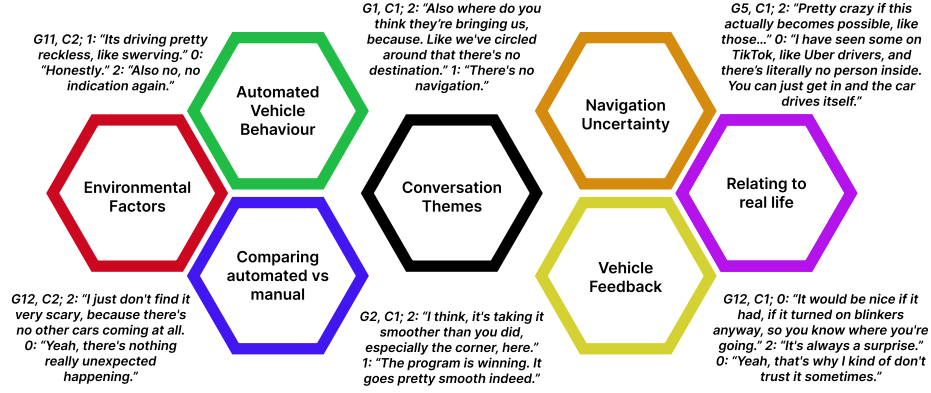 G11, C2; 1: “Its driving pretty
reckless, like swerving.” 0:
“Honestly.” 2: “Also no, no
indication again.”
G1, C1; 2: “Also where do you
think they’re bringing us,
because. Like we've circled
around that there's no
destination.” 1: “There's no
navigation.”
G5, C1; 2: “Pretty crazy if this
actually becomes possible, like
those...” 0: “I have seen some on
TikTok, like Uber drivers, and
there’s literally no person inside.
You can just get in and the car
drives itself.”
Automated
Vehicle
Behaviour
Navigation
Uncertainty
Environmental
Factors
Conversation
Themes
Relating to
real life
Comparing
automated vs
manual
Vehicle
Feedback
G12, C2; 2: “I just don't find it
very scary, because there's
no other cars coming at all.
0: “Yeah, there's nothing
really unexpected
happening.”
G2, C1; 2: “I think, it's taking it
smoother than you did,
especially the corner, here.”
1: “The program is winning. It
goes pretty smooth indeed.”
G12, C1; 0: “It would be nice if it
had, if it turned on blinkers
anyway, so you know where you're
going.” 2: “It's always a surprise.”
0: “Yeah, that's why I kind of don't
trust it sometimes.”